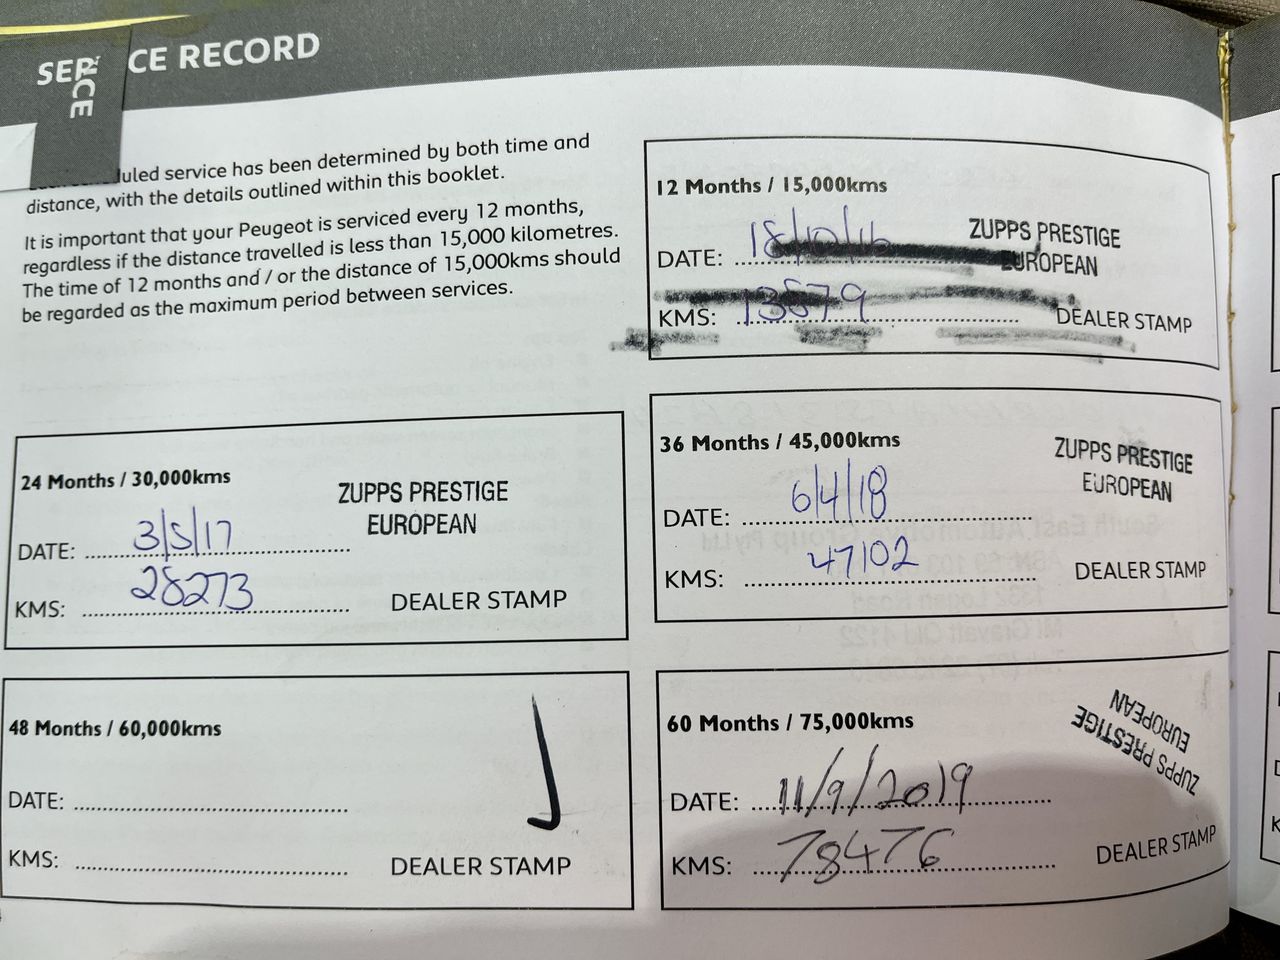 SERVICE RECORD
uled service has been determined by both time and
distance, with the details outlined within this booklet.
It is important that your Peugeot is serviced every 12 months,
regardless if the distance travelled is less than 15,000 kilometres.
The time of 12 months and / or the distance of 15,000kms should
be regarded as the maximum period between services.
12 Months / 15,000kms
ZUPPS PRESTIGE
EUROPEAN
DATE: 18/10/16
KMS: 13879
DEALER STAMP
24 Months / 30,000kms
ZUPPS PRESTIGE
EUROPEAN
DATE: 3/5/17
KMS: 28273
DEALER STAMP
36 Months / 45,000kms
ZUPPS PRESTIGE
EUROPEAN
DATE: 6/4/18
KMS: 47102
DEALER STAMP
48 Months / 60,000kms
DATE:
KMS:
DEALER STAMP
60 Months / 75,000kms
ZUPPS PRESTIGE
EUROPEAN
DATE: 11/9/2019
KMS: 78476
DEALER STAMP